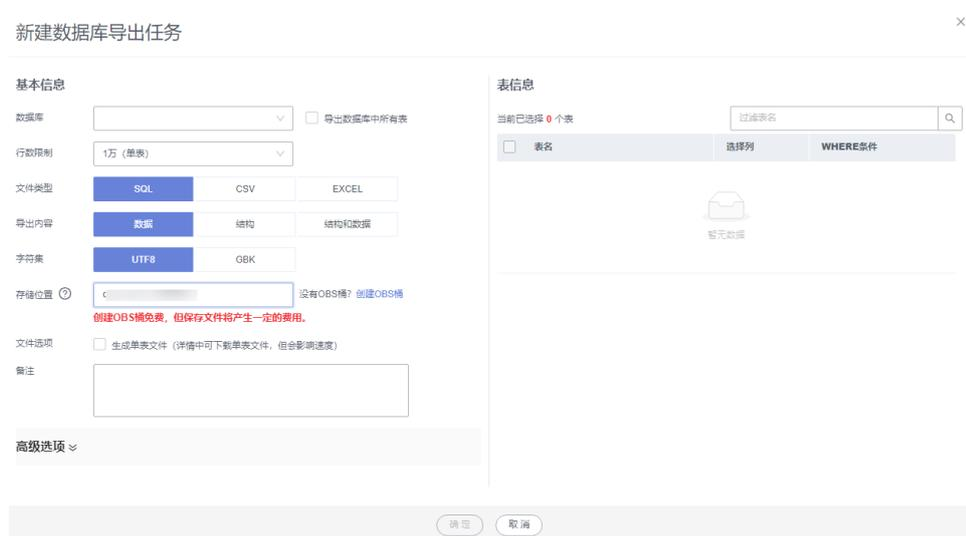 新建数据库导出任务
基本信息
数据库
导出数据库中所有表
行数限制
1万（单表）
文件类型
SQL
CSV
EXCEL
导出内容
数据
结构
结构和数据
字符集
UTF8
GBK
存储位置 ?
没有OBS桶？ 创建OBS桶
创建OBS桶免费，但保存文件将产生一定的费用。
文件选项
生成单表文件（详情中可下载单表文件，但会影响速度）
备注
高级选项
表信息
当前已选择 0 个表
过滤表名
表名
选择列
WHERE条件
暂无数据
确定
取消